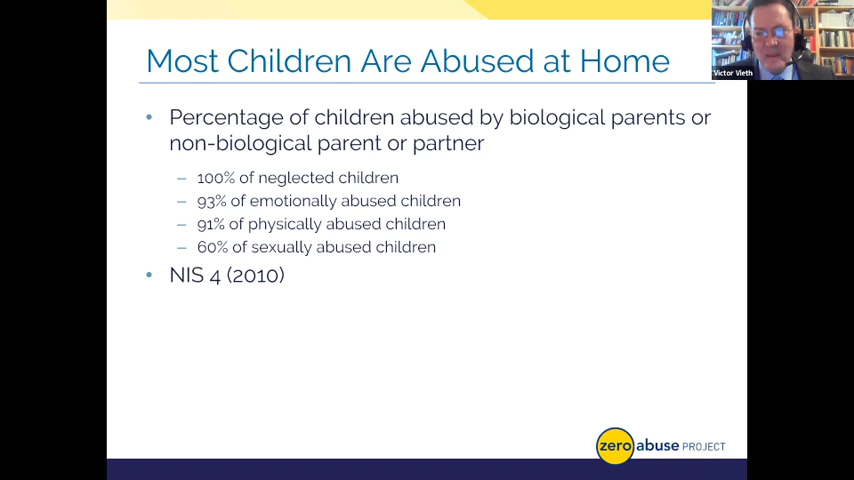 Most Children Are Abused at Home
Victor Vieth
• Percentage of children abused by biological parents or
non-biological parent or partner
– 100% of neglected children
– 93% of emotionally abused children
– 91% of physically abused children
– 60% of sexually abused children
• NIS 4 (2010)
zero abuse PROJECT